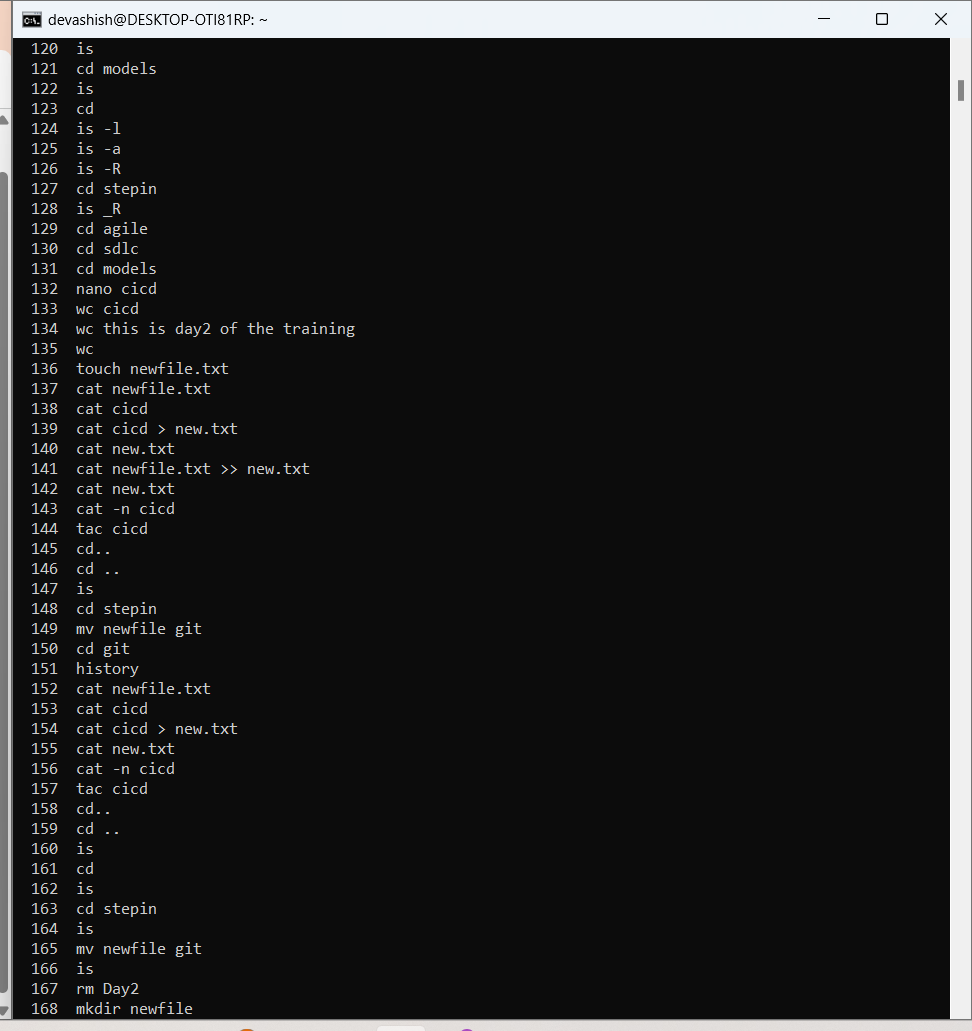 devashish@DESKTOP-OTI81RP: ~
120 is
121 cd models
122 is
123 cd
124 is -l
125 is -a
126 is -R
127 cd stepin
128 is _R
129 cd agile
130 cd sdlc
131 cd models
132 nano cicd
133 wc cicd
134 wc this is day2 of the training
135 wc
136 touch newfile.txt
137 cat newfile.txt
138 cat cicd
139 cat cicd > new.txt
140 cat new.txt
141 cat newfile.txt >> new.txt
142 cat new.txt
143 cat -n cicd
144 tac cicd
145 cd..
146 cd ..
147 is
148 cd stepin
149 mv newfile git
150 cd git
151 history
152 cat newfile.txt
153 cat cicd
154 cat cicd > new.txt
155 cat new.txt
156 cat -n cicd
157 tac cicd
158 cd..
159 cd ..
160 is
161 cd
162 is
163 cd stepin
164 is
165 mv newfile git
166 is
167 rm Day2
168 mkdir newfile